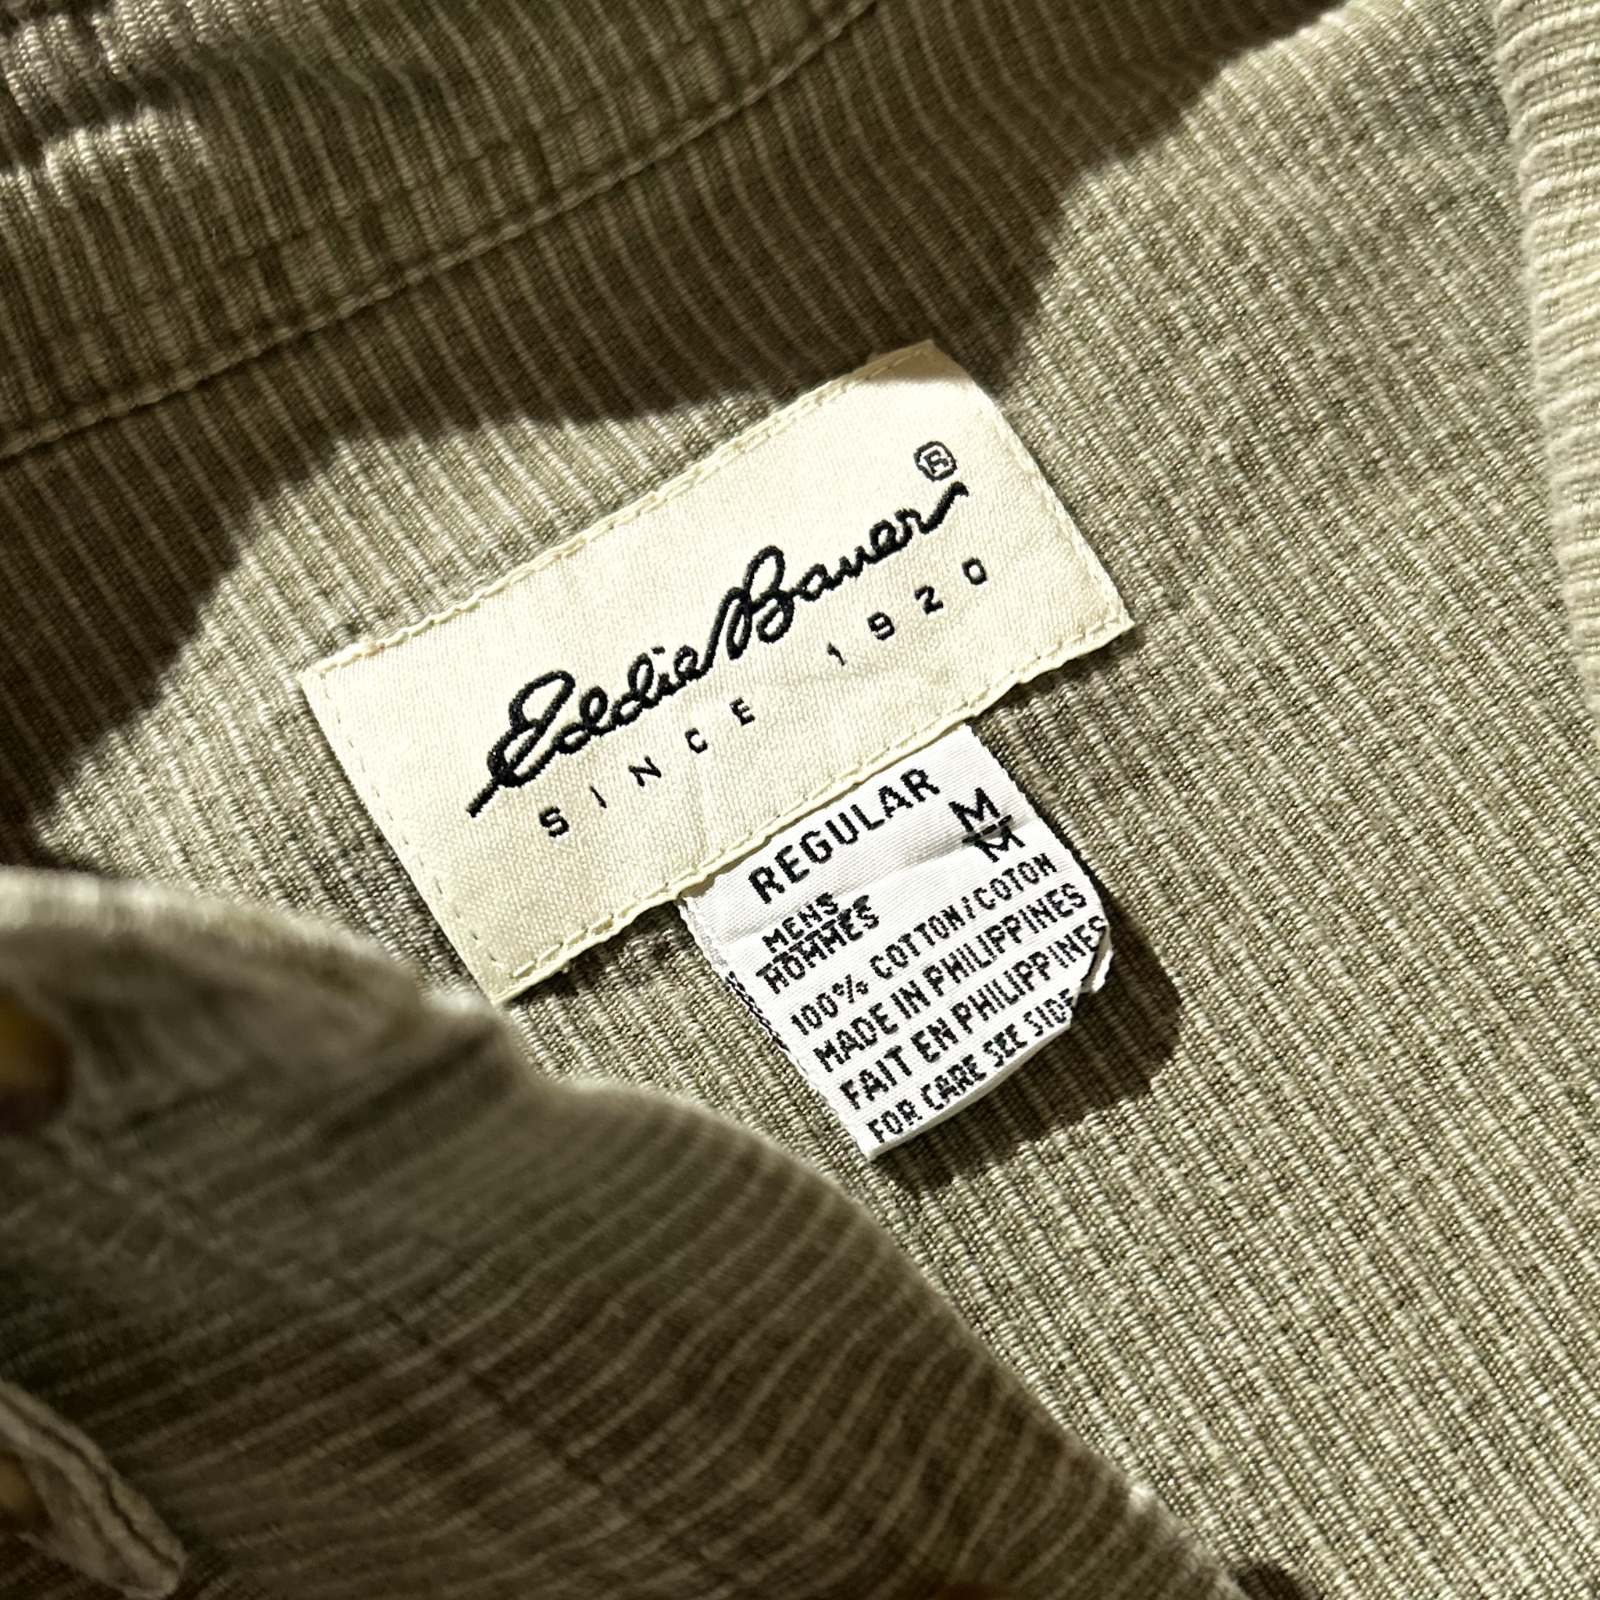 Eddie Bauer®
SINCE 1920
REGULAR M
M
MENS
HOMMES
100% COTTON/COTON
MADE IN PHILIPPINES
FAIT EN PHILIPPINES
FOR CARE SEE SIDE